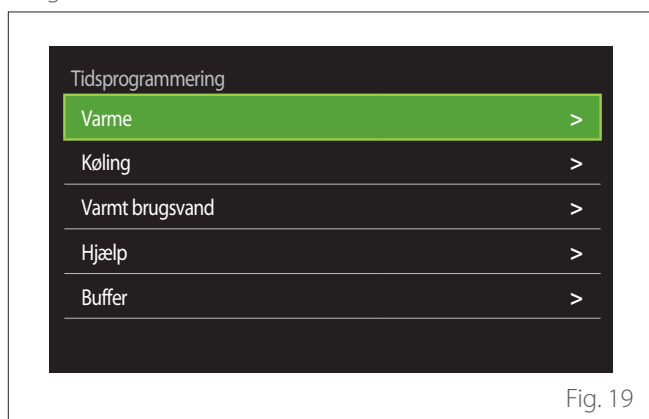 Tidsprogrammering
Varme >
Køling >
Varmt brugsvand >
Hjælp >
Buffer >
Fig. 19